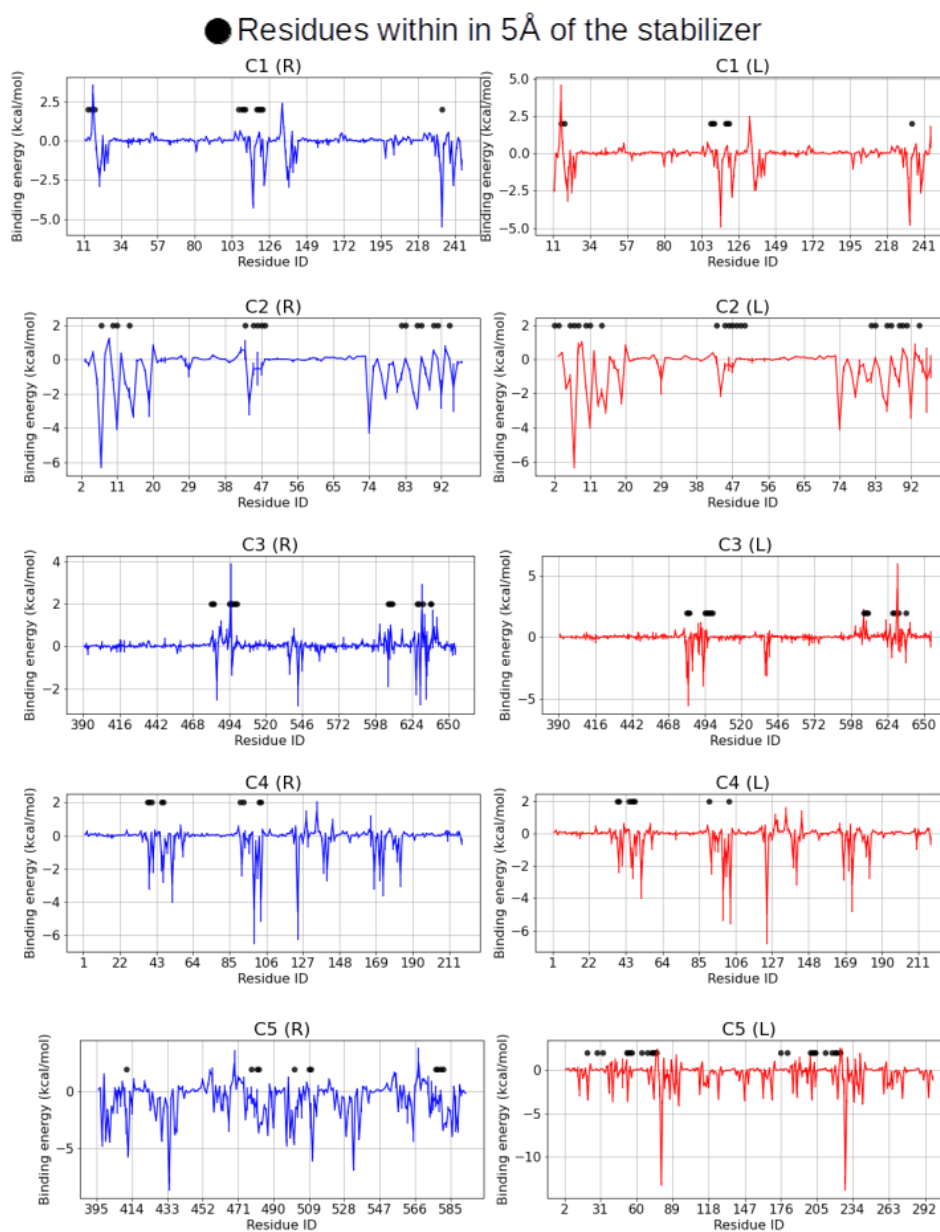 Residues within in 5Å of the stabilizer
C1 (R)
Binding energy (kcal/mol)
2.5
0.0
−2.5
−5.0
11 34 57 80 103 126 149 172 195 218 241
Residue ID
C1 (L)
Binding energy (kcal/mol)
5.0
2.5
0.0
−2.5
−5.0
11 34 57 80 103 126 149 172 195 218 241
Residue ID
C2 (R)
Binding energy (kcal/mol)
2
0
−2
−4
−6
2 11 20 29 38 47 56 65 74 83 92
Residue ID
C2 (L)
Binding energy (kcal/mol)
2
0
−2
−4
−6
2 11 20 29 38 47 56 65 74 83 92
Residue ID
C3 (R)
Binding energy (kcal/mol)
4
2
0
−2
390 416 442 468 494 520 546 572 598 624 650
Residue ID
C3 (L)
Binding energy (kcal/mol)
5
0
−5
390 416 442 468 494 520 546 572 598 624 650
Residue ID
C4 (R)
Binding energy (kcal/mol)
2
0
−2
−4
−6
1 22 43 64 85 106 127 148 169 190 211
Residue ID
C4 (L)
Binding energy (kcal/mol)
2
0
−2
−4
−6
1 22 43 64 85 106 127 148 169 190 211
Residue ID
C5 (R)
Binding energy (kcal/mol)
0
−5
395 414 433 452 471 490 509 528 547 566 585
Residue ID
C5 (L)
Binding energy (kcal/mol)
0
−5
−10
2 31 60 89 118 147 176 205 234 263 292
Residue ID